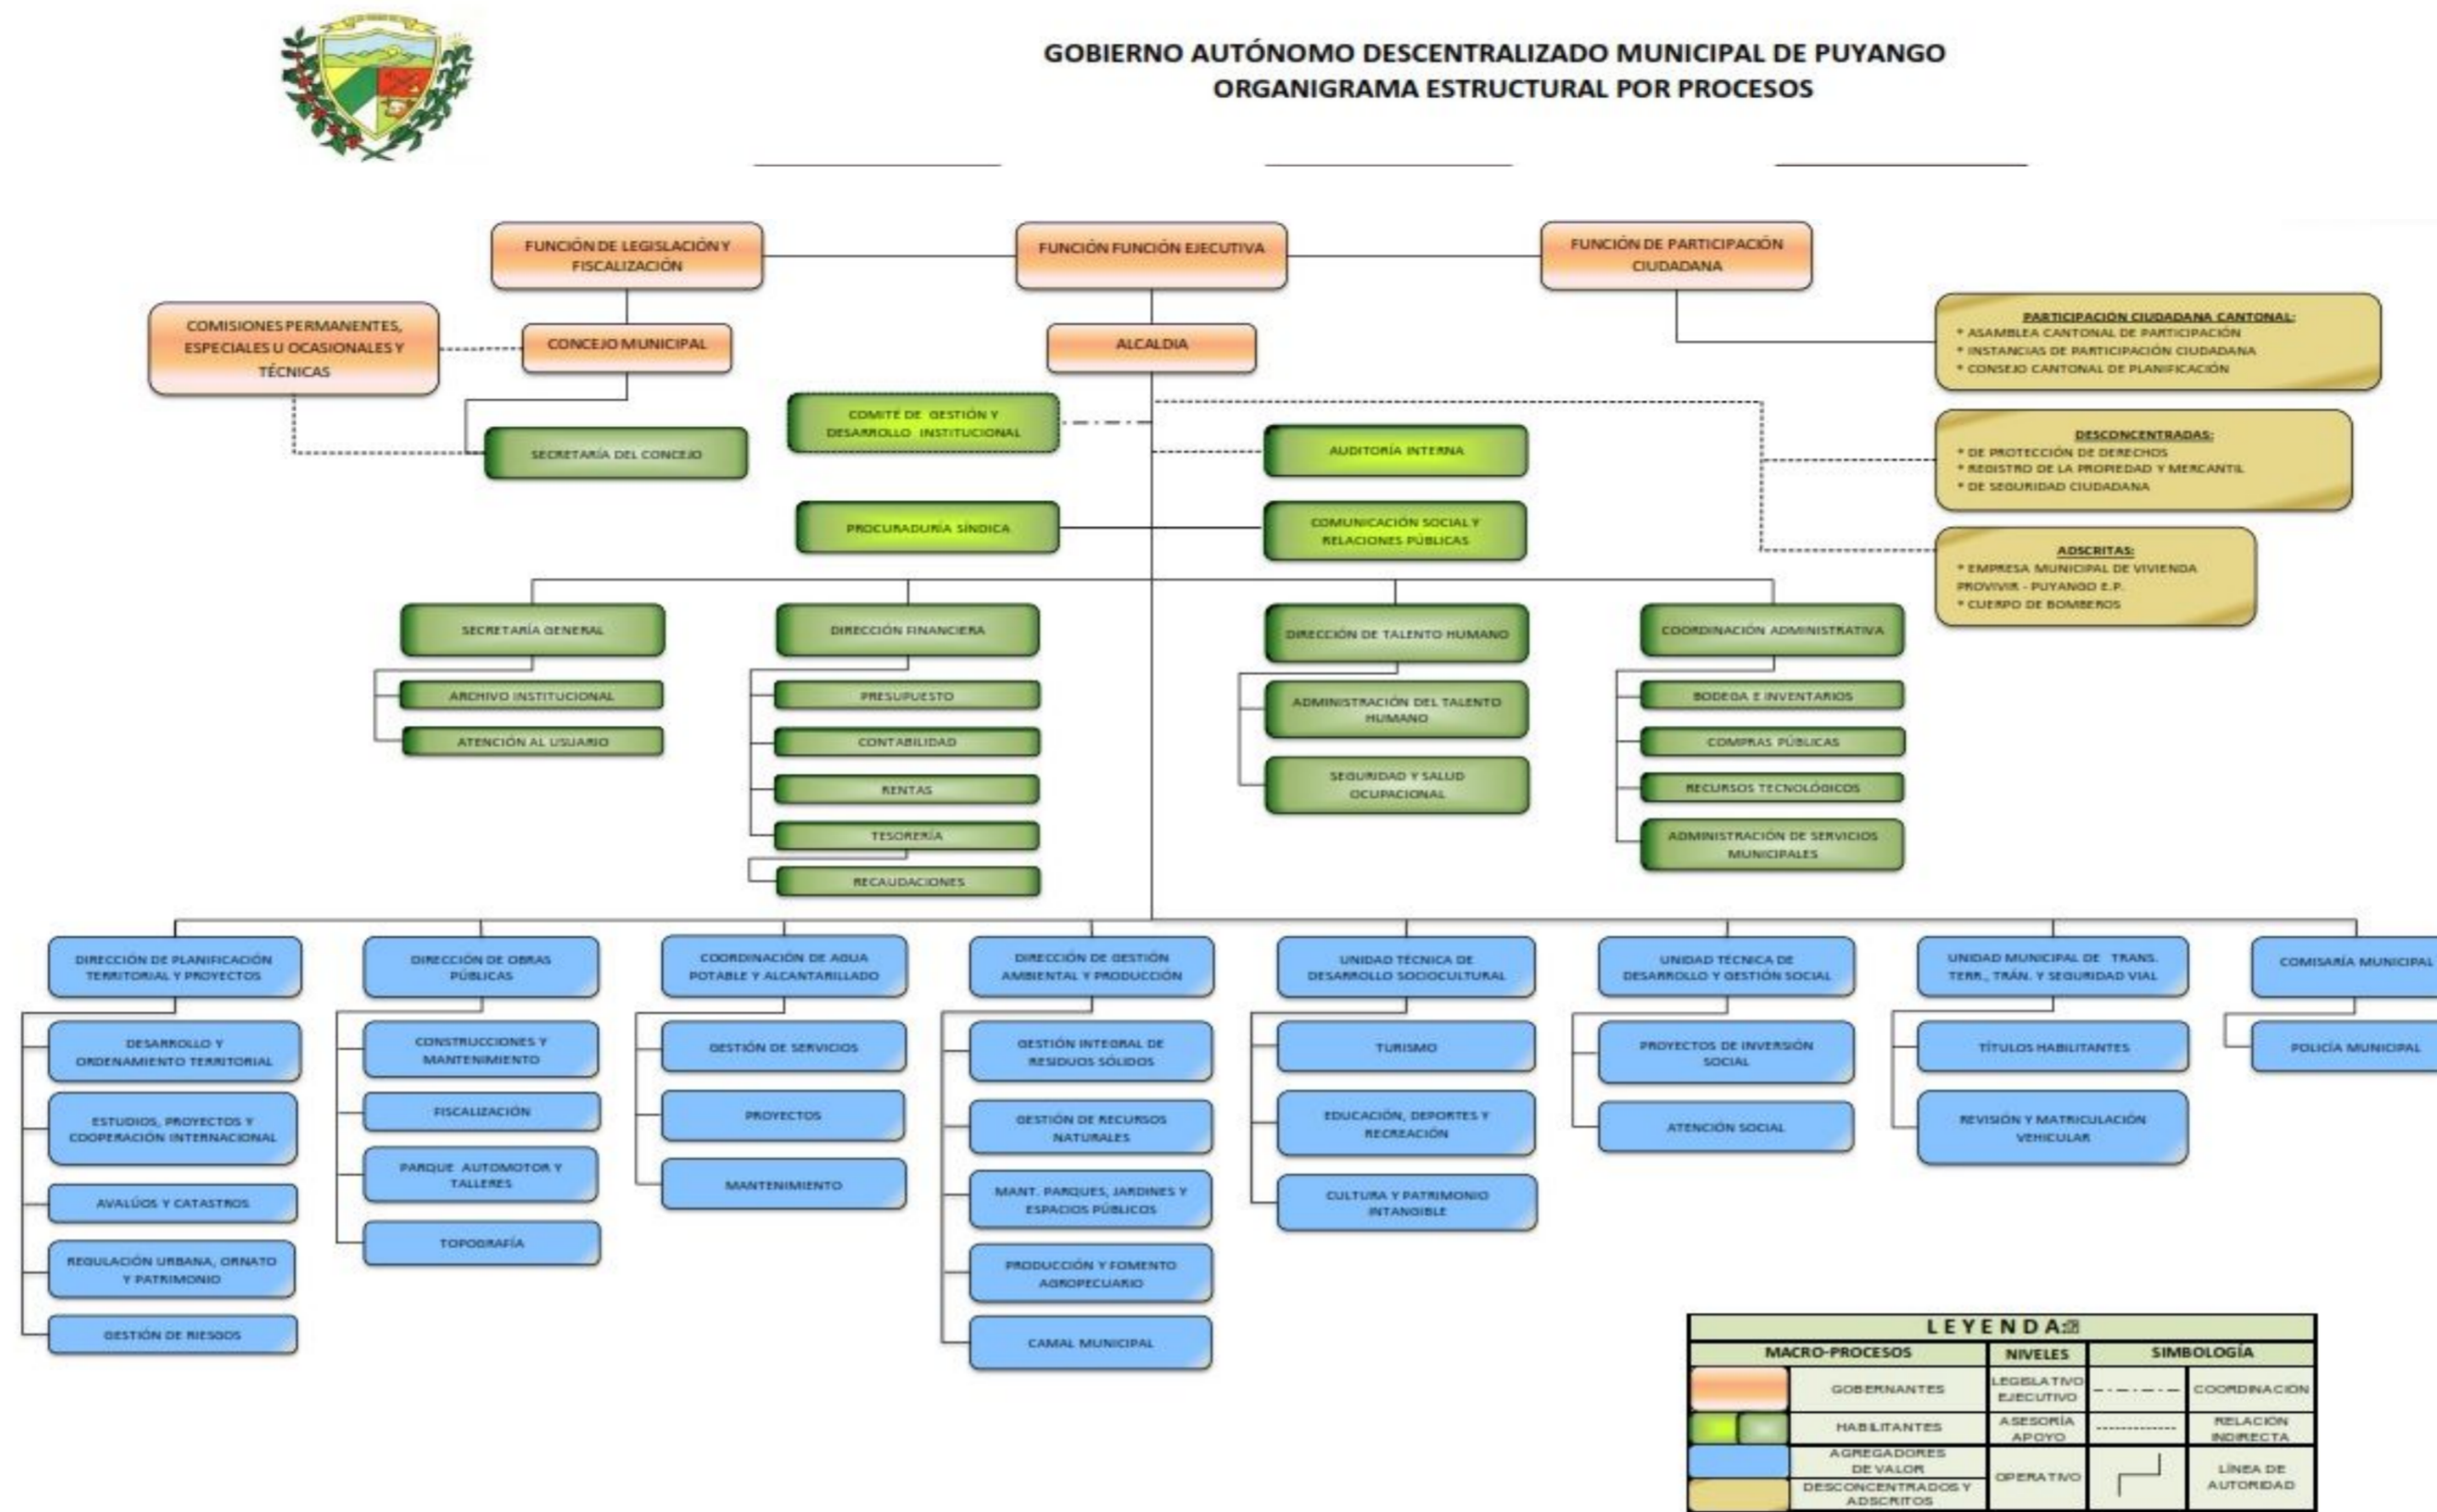 GOBIERNO AUTÓNOMO DESCENTRALIZADO MUNICIPAL DE PUYANGO
ORGANIGRAMA ESTRUCTURAL POR PROCESOS
FUNCIÓN DE LEGISLACIÓN Y
FISCALIZACIÓN
FUNCIÓN FUNCIÓN EJECUTIVA
FUNCIÓN DE PARTICIPACIÓN
CIUDADANA
COMISIONES PERMANENTES,
ESPECIALES U OCASIONALES Y
TÉCNICAS
CONCEJO MUNICIPAL
ALCALDIA
PARTICIPACIÓN CIUDADANA CANTONAL:
* ASAMBLEA CANTONAL DE PARTICIPACIÓN
* INSTANCIAS DE PARTICIPACIÓN CIUDADANA
* CONSEJO CANTONAL DE PLANIFICACIÓN
COMITÉ DE GESTIÓN Y
DESARROLLO INSTITUCIONAL
SECRETARÍA DEL CONCEJO
AUDITORÍA INTERNA
DESCONCENTRADAS:
* DE PROTECCIÓN DE DERECHOS
* REGISTRO DE LA PROPIEDAD Y MERCANTIL
* DE SEGURIDAD CIUDADANA
PROCURADURÍA SÍNDICA
COMUNICACIÓN SOCIAL Y
RELACIONES PÚBLICAS
ADSCRITAS:
* EMPRESA MUNICIPAL DE VIVIENDA
PROVIVIR - PUYANGO E.P.
* CUERPO DE BOMBEROS
SECRETARÍA GENERAL
ARCHIVO INSTITUCIONAL
ATENCIÓN AL USUARIO
DIRECCIÓN FINANCIERA
PRESUPUESTO
CONTABILIDAD
RENTAS
TESORERÍA
RECAUDACIONES
DIRECCIÓN DE TALENTO HUMANO
ADMINISTRACIÓN DEL TALENTO
HUMANO
SEGURIDAD Y SALUD
OCUPACIONAL
COORDINACIÓN ADMINISTRATIVA
BODEGA E INVENTARIOS
COMPRAS PÚBLICAS
RECURSOS TECNOLÓGICOS
ADMINISTRACIÓN DE SERVICIOS
MUNICIPALES
DIRECCIÓN DE PLANIFICACIÓN
TERRITORIAL Y PROYECTOS
DESARROLLO Y
ORDENAMIENTO TERRITORIAL
ESTUDIOS, PROYECTOS Y
COOPERACIÓN INTERNACIONAL
AVALÚOS Y CATASTROS
REGULACIÓN URBANA, ORNATO
Y PATRIMONIO
GESTIÓN DE RIESGOS
DIRECCIÓN DE OBRAS
PÚBLICAS
CONSTRUCCIONES Y
MANTENIMIENTO
FISCALIZACIÓN
PARQUE AUTOMOTOR Y
TALLERES
TOPOGRAFÍA
COORDINACIÓN DE AGUA
POTABLE Y ALCANTARILLADO
GESTIÓN DE SERVICIOS
PROYECTOS
MANTENIMIENTO
DIRECCIÓN DE GESTIÓN
AMBIENTAL Y PRODUCCIÓN
GESTIÓN INTEGRAL DE
RESIDUOS SÓLIDOS
GESTIÓN DE RECURSOS
NATURALES
MANT. PARQUES, JARDINES Y
ESPACIOS PÚBLICOS
PRODUCCIÓN Y FOMENTO
AGROPECUARIO
CAMAL MUNICIPAL
UNIDAD TÉCNICA DE
DESARROLLO SOCIOCULTURAL
TURISMO
EDUCACIÓN, DEPORTES Y
RECREACIÓN
CULTURA Y PATRIMONIO
INTANGIBLE
UNIDAD TÉCNICA DE
DESARROLLO Y GESTIÓN SOCIAL
PROYECTOS DE INVERSIÓN
SOCIAL
ATENCIÓN SOCIAL
UNIDAD MUNICIPAL DE TRANS.
TERR., TRÁN. Y SEGURIDAD VIAL
TÍTULOS HABILITANTES
REVISIÓN Y MATRICULACIÓN
VEHICULAR
COMISARÍA MUNICIPAL
POLICÍA MUNICIPAL
LEYENDA:
MACRO-PROCESOS NIVELES SIMBOLOGÍA
GOBERNANTES
LEGISLATIVO
EJECUTIVO
COORDINACIÓN
HABILITANTES
ASESORÍA
APOYO
RELACIÓN
INDIRECTA
AGREGADORES
DE VALOR
DESCONCENTRADOS Y
ADSCRITOS
OPERATIVO
LÍNEA DE
AUTORIDAD